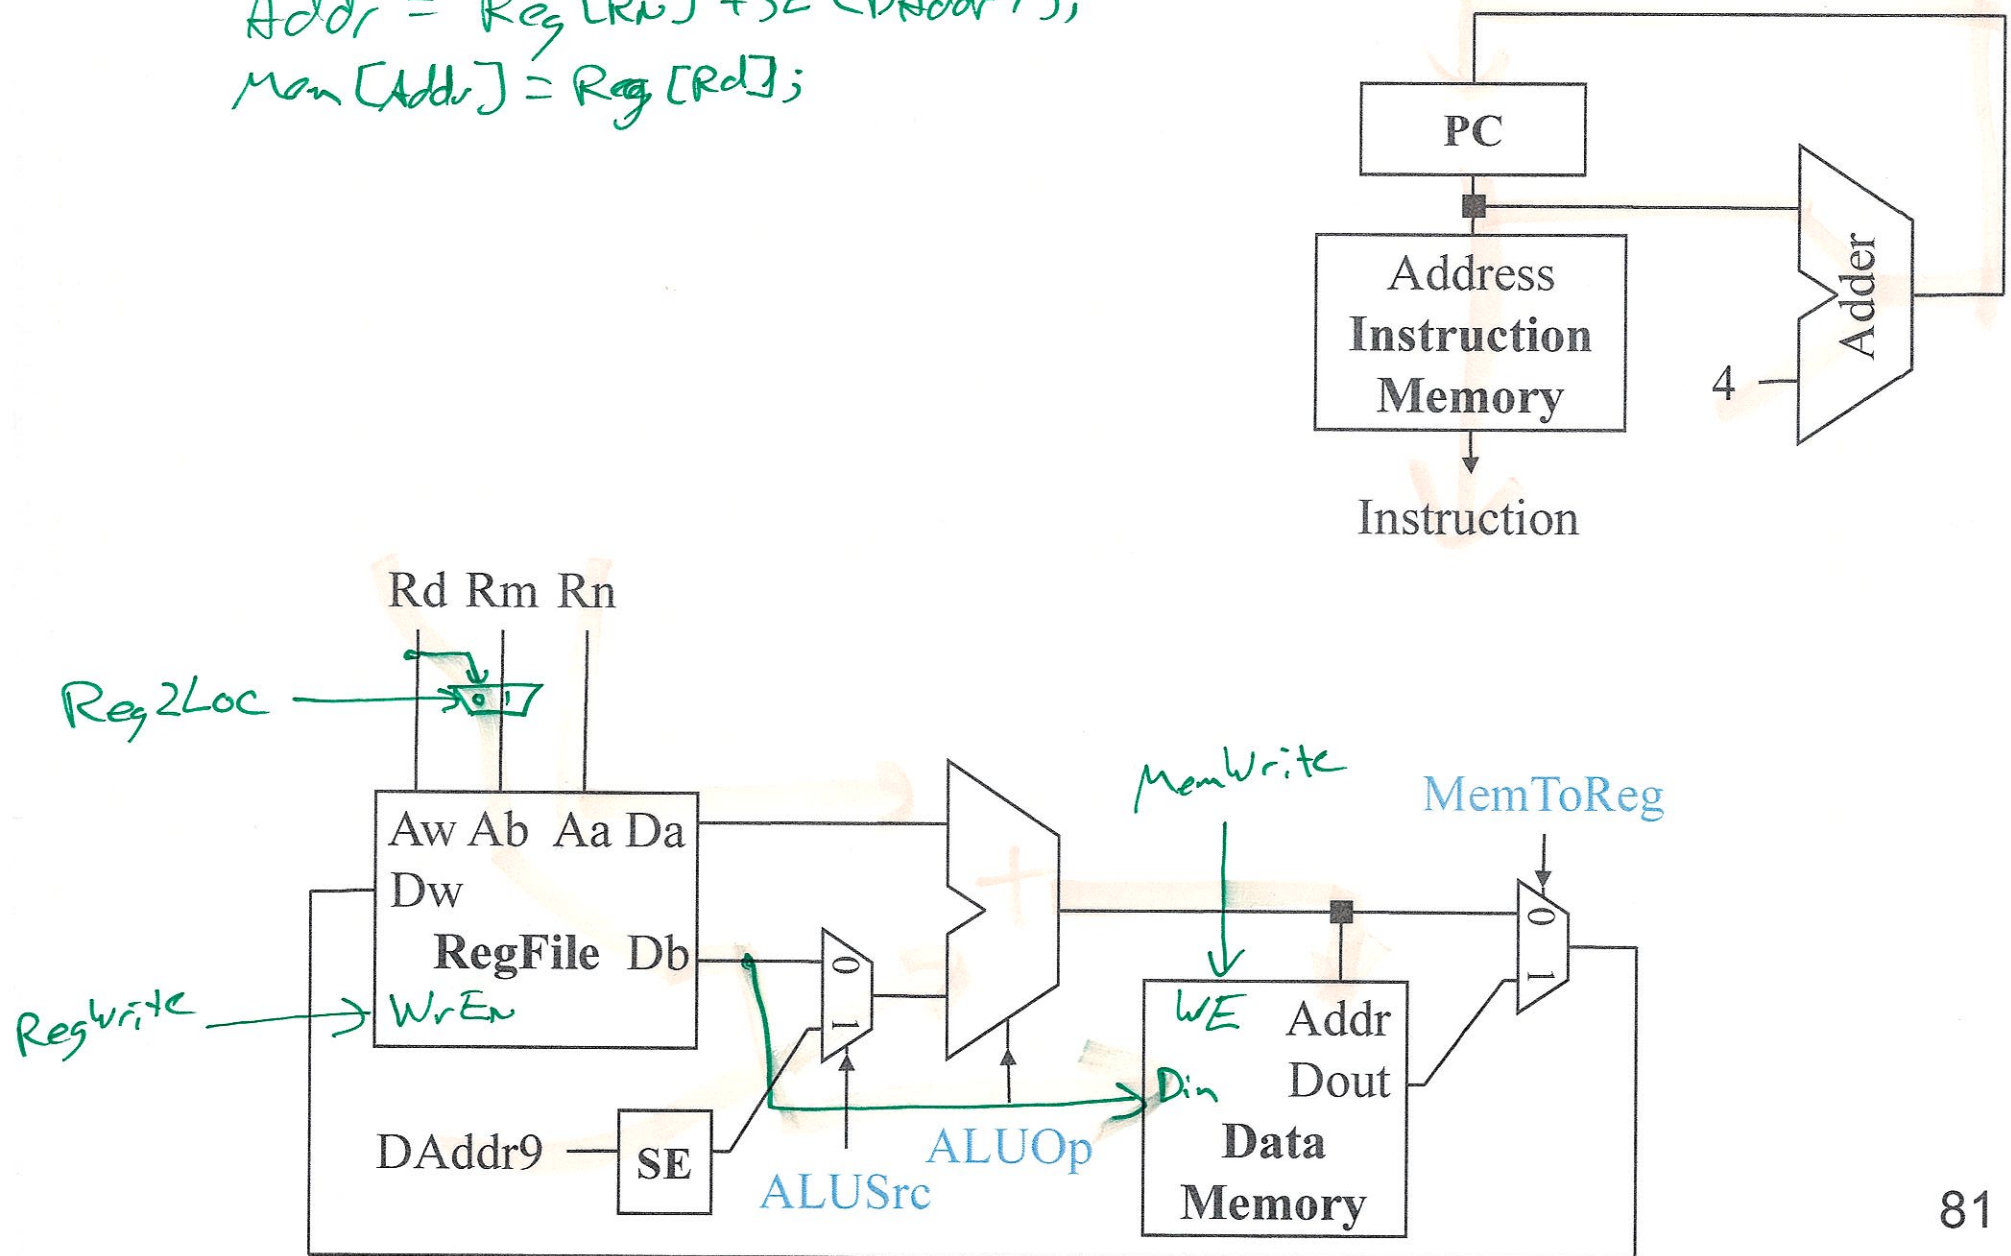 Addr = Reg [RN] + SE (DAddr9);
Mem [Addr] = Reg [Rd];
PC
Address
Instruction
Memory
Adder
4
Instruction
Rd Rm Rn
Reg2Loc
0 1
MemWrite
MemToReg
Aw Ab Aa Da
Dw
RegFile Db
RegWrite
WrEn
+
0
1
0
1
WE Addr
Din Dout
Data
Memory
DAddr9
SE
ALUSrc
ALUOp
81